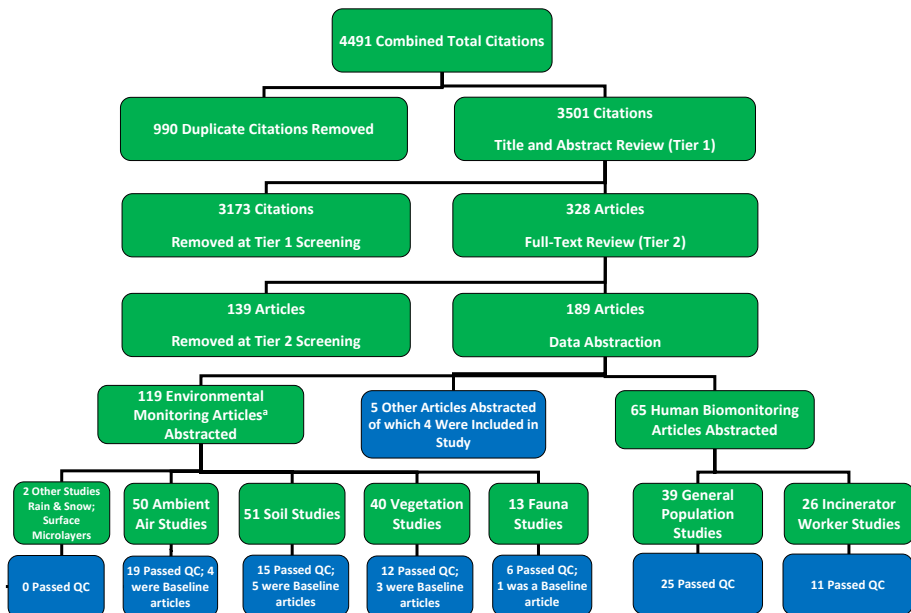 4491 Combined Total Citations
990 Duplicate Citations Removed
3501 Citations
Title and Abstract Review (Tier 1)
3173 Citations
Removed at Tier 1 Screening
328 Articles
Full-Text Review (Tier 2)
139 Articles
Removed at Tier 2 Screening
189 Articles
Data Abstraction
119 Environmental
Monitoring Articlesª
Abstracted
5 Other Articles Abstracted
of which 4 Were Included in
Study
65 Human Biomonitoring
Articles Abstracted
2 Other Studies
Rain & Snow;
Surface
Microlayers
50 Ambient
Air Studies
51 Soil Studies
40 Vegetation
Studies
13 Fauna
Studies
39 General
Population
Studies
26 Incinerator
Worker Studies
0 Passed QC
19 Passed QC; 4
were Baseline
articles
15 Passed QC;
5 were Baseline
articles
12 Passed QC;
3 were Baseline
articles
6 Passed QC;
1 was a Baseline
article
25 Passed QC
11 Passed QC